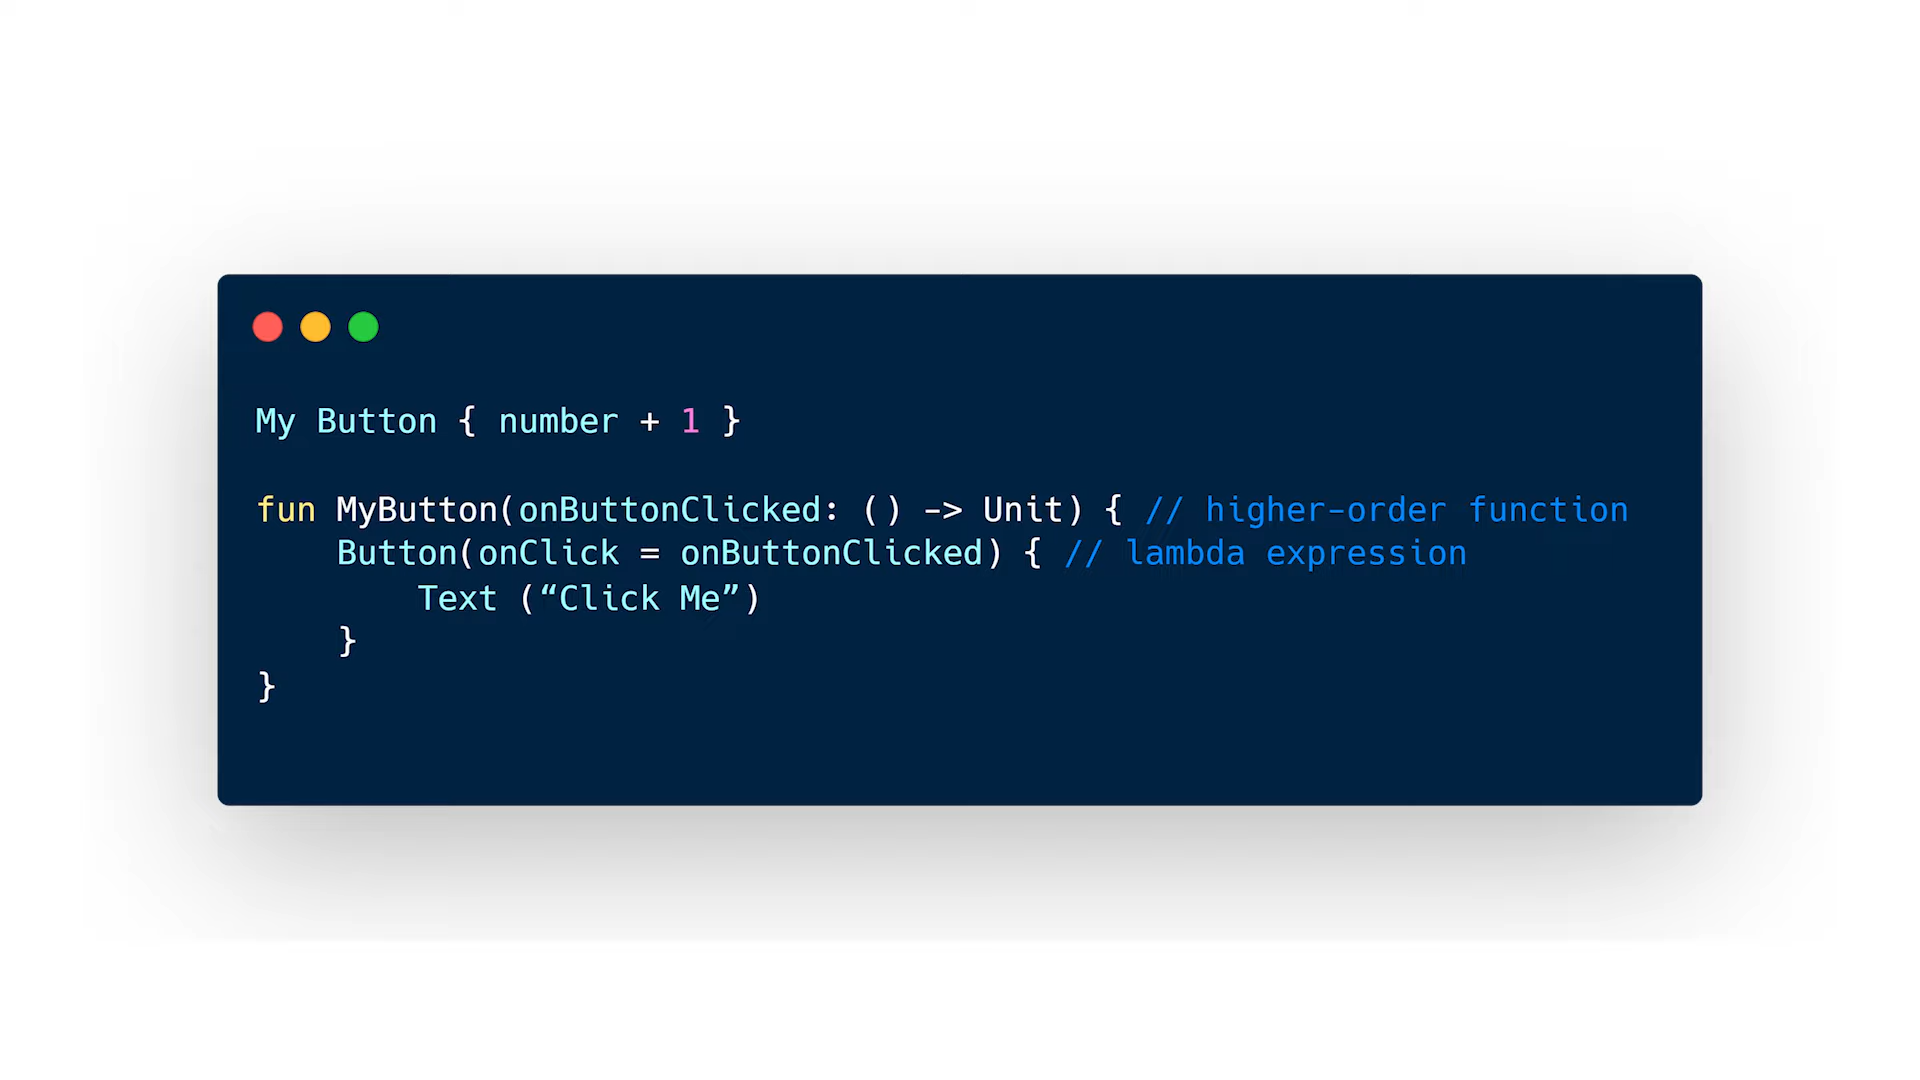 My Button { number + 1 }
fun MyButton(onButtonClicked: () -> Unit) { // higher-order function
Button(onClick = onButtonClicked) { // lambda expression
Text (“Click Me”)
}
}